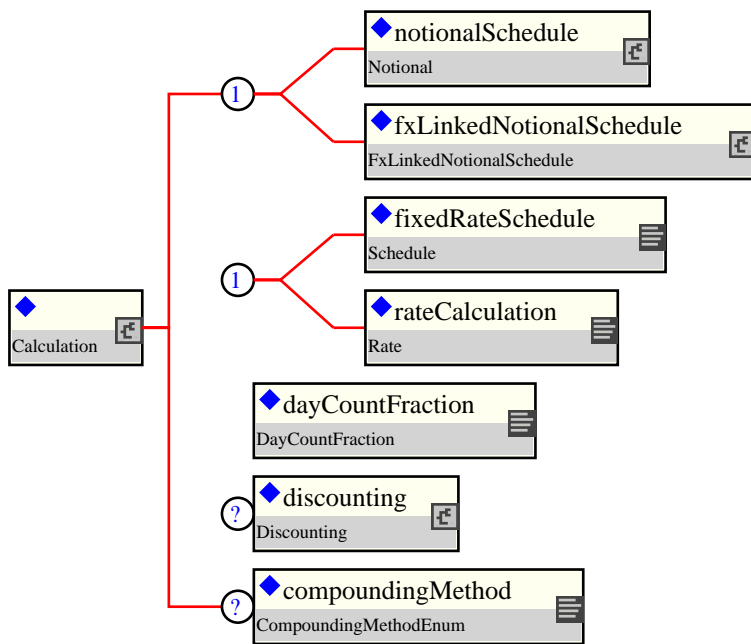 notionalSchedule
Notional
1
fxLinkedNotionalSchedule
FxLinkedNotionalSchedule
fixedRateSchedule
Schedule
1
rateCalculation
Rate
Calculation
dayCountFraction
DayCountFraction
?
discounting
Discounting
?
compoundingMethod
CompoundingMethodEnum